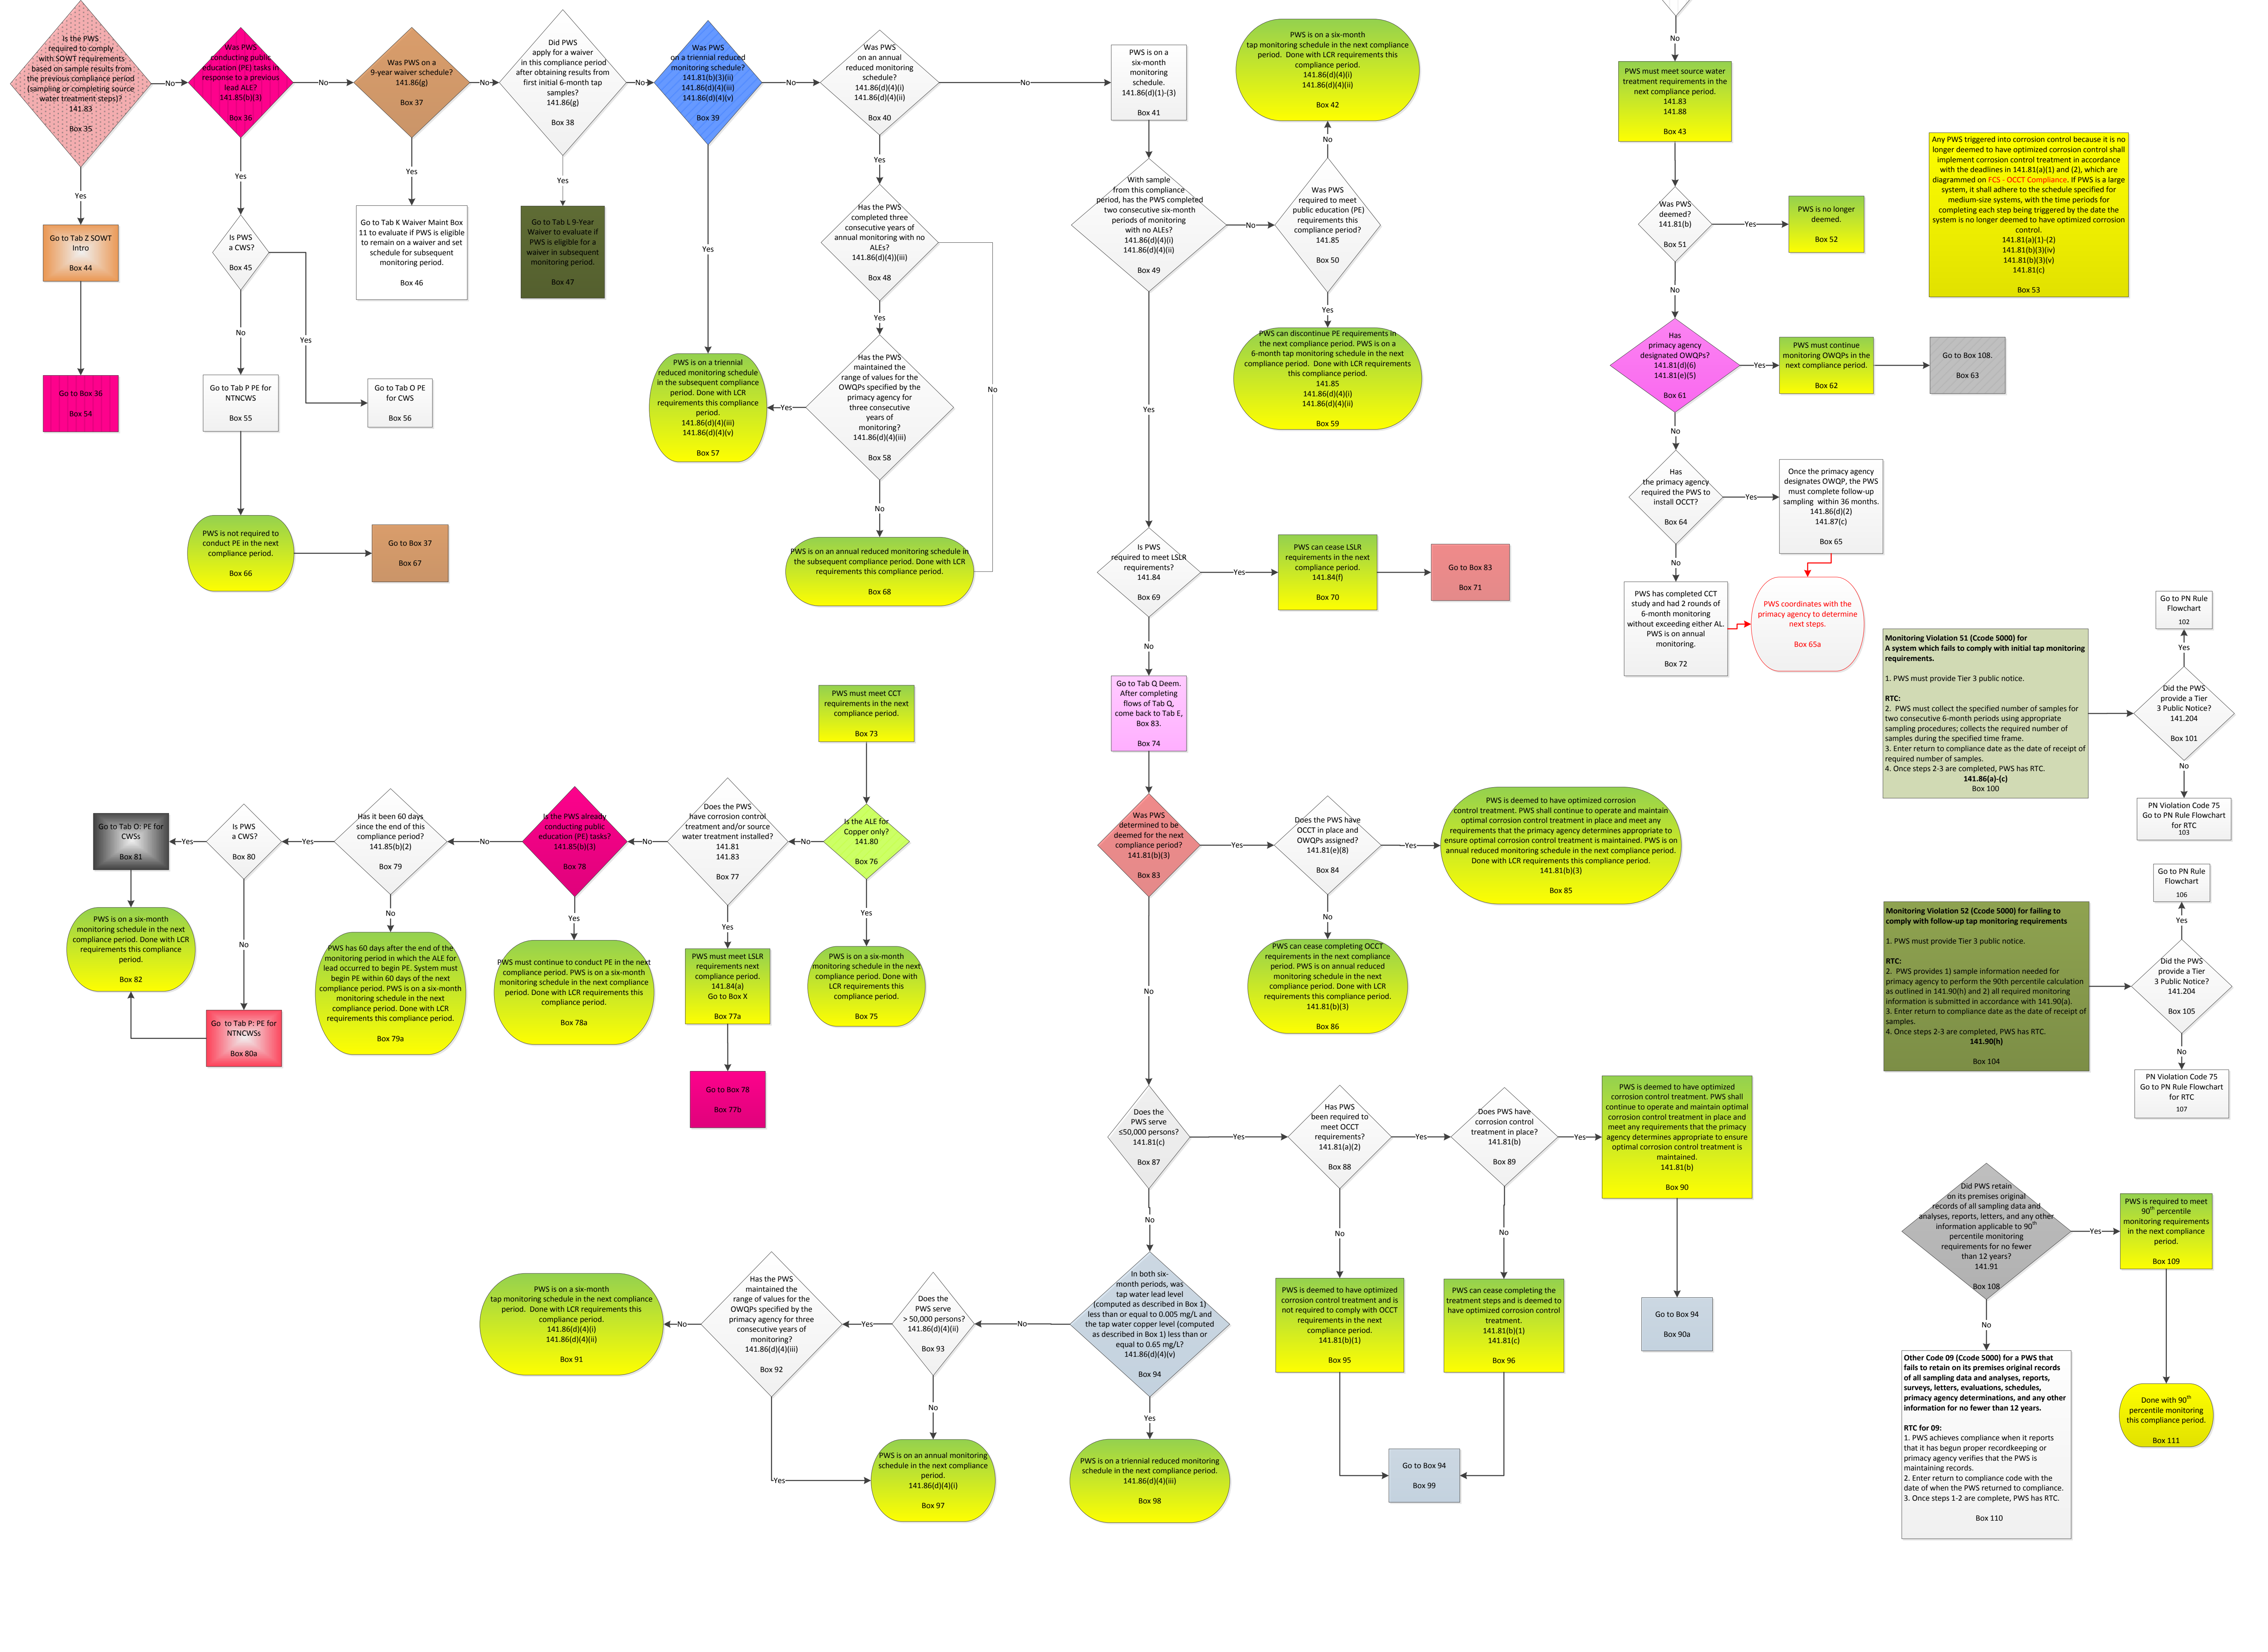 Is the PWS
required to comply
with SOWT requirements
based on sample results from
the previous compliance period
(sampling or completing source
water treatment steps)?
141.83
Box 35
No
Yes
Go to Tab Z SOWT
Intro
Box 44
Go to Box 36
Box 54
Was PWS
conducting public
education (PE) tasks in
response to a previous
lead ALE?
141.85(b)(3)
Box 36
No
Yes
Is PWS
a CWS?
Box 45
No
Yes
Go to Tab P PE for
NTNCWS
Box 55
Go to Tab O PE
for CWS
Box 56
PWS is not required to
conduct PE in the next
compliance period.
Box 66
Go to Box 37
Box 67
Was PWS on a
9-year waiver schedule?
141.86(g)
Box 37
No
Yes
Go to Tab K Waiver Maint Box
11 to evaluate if PWS is eligible
to remain on a waiver and set
schedule for subsequent
monitoring period.
Box 46
Did PWS
apply for a waiver
in this compliance period
after obtaining results from
first initial 6-month tap
samples?
141.86(g)
Box 38
No
Yes
Go to Tab L 9-Year
Waiver to evaluate if
PWS is eligible for a
waiver in subsequent
monitoring period.
Box 47
Was PWS
on a triennial reduced
monitoring schedule?
141.81(b)(3)(ii)
141.86(d)(4)(iii)
141.86(d)(4)(v)
Box 39
No
Yes
PWS is on a triennial
reduced monitoring schedule
in the subsequent compliance
period. Done with LCR
requirements this compliance
period.
141.86(d)(4)(iii)
141.86(d)(4)(v)
Box 57
Was PWS
on an annual
reduced monitoring
schedule?
141.86(d)(4)(i)
141.86(d)(4)(ii)
Box 40
No
Yes
Has the PWS
completed three
consecutive years of
annual monitoring with no
ALEs?
141.86(d)(4))(iii)
Box 48
Yes
No
Has the PWS
maintained the
range of values for the
OWQPs specified by the
primacy agency for
three consecutive
years of
monitoring?
141.86(d)(4)(iii)
Box 58
Yes
No
PWS is on an annual reduced monitoring schedule in
the subsequent compliance period. Done with LCR
requirements this compliance period.
Box 68
PWS is on a
six-month
monitoring
schedule.
141.86(d)(1)-(3)
Box 41
With sample
from this compliance
period, has the PWS completed
two consecutive six-month
periods of monitoring
with no ALEs?
141.86(d)(4)(i)
141.86(d)(4)(ii)
Box 49
No
Yes
PWS is on a six-month
tap monitoring schedule in the next compliance
period.  Done with LCR requirements this
compliance period.
141.86(d)(4)(i)
141.86(d)(4)(ii)
Box 42
No
Was PWS
required to meet
public education (PE)
requirements this
compliance period?
141.85
Box 50
Yes
PWS can discontinue PE requirements in
the next compliance period. PWS is on a
6-month tap monitoring schedule in the next
compliance period.  Done with LCR requirements
this compliance period.
141.85
141.86(d)(4)(i)
141.86(d)(4)(ii)
Box 59
Is PWS
required to meet LSLR
requirements?
141.84
Box 69
Yes
No
PWS can cease LSLR
requirements in the next
compliance period.
141.84(f)
Box 70
Go to Box 83
Box 71
Go to Tab Q Deem.
After completing
flows of Tab Q,
come back to Tab E,
Box 83.
Box 74
No
PWS must meet source water
treatment requirements in the
next compliance period.
141.83
141.88
Box 43
Was PWS
deemed?
141.81(b)
Box 51
Yes
No
PWS is no longer
deemed.
Box 52
Any PWS triggered into corrosion control because it is no
longer deemed to have optimized corrosion control shall
implement corrosion control treatment in accordance
with the deadlines in 141.81(a)(1) and (2), which are
diagrammed on FC5 - OCCT Compliance. If PWS is a large
system, it shall adhere to the schedule specified for
medium-size systems, with the time periods for
completing each step being triggered by the date the
system is no longer deemed to have optimized corrosion
control.
141.81(a)(1)-(2)
141.81(b)(3)(iv)
141.81(b)(3)(v)
141.81(c)
Box 53
Has
primacy agency
designated OWQPs?
141.81(d)(6)
141.81(e)(5)
Box 61
Yes
No
PWS must continue
monitoring OWQPs in the
next compliance period.
Box 62
Go to Box 108.
Box 63
Has
the primacy agency
required the PWS to
install OCCT?
Box 64
Yes
No
Once the primacy agency
designates OWQP, the PWS
must complete follow-up
sampling  within 36 months.
141.86(d)(2)
141.87(c)
Box 65
PWS has completed CCT
study and had 2 rounds of
6-month monitoring
without exceeding either AL.
PWS is on annual
monitoring.
Box 72
PWS coordinates with the
primacy agency to determine
next steps.
Box 65a
Monitoring Violation 51 (Ccode 5000) for
A system which fails to comply with initial tap monitoring
requirements.
1. PWS must provide Tier 3 public notice.
RTC:
2.  PWS must collect the specified number of samples for
two consecutive 6-month periods using appropriate
sampling procedures; collects the required number of
samples during the specified time frame.
3. Enter return to compliance date as the date of receipt of
required number of samples.
4. Once steps 2-3 are completed, PWS has RTC.
141.86(a)-(c)
Box 100
Go to PN Rule
Flowchart
102
Yes
Did the PWS
provide a Tier
3 Public Notice?
141.204
Box 101
No
PN Violation Code 75
Go to PN Rule Flowchart
for RTC
103
PWS must meet CCT
requirements in the next
compliance period.
Box 73
Is the ALE for
Copper only?
141.80
Box 76
No
Yes
PWS is on a six-month
monitoring schedule in the next
compliance period. Done with
LCR requirements this
compliance period.
Box 75
Does the PWS
have corrosion control
treatment and/or source
water treatment installed?
141.81
141.83
Box 77
No
Yes
PWS must meet LSLR
requirements next
compliance period.
141.84(a)
Go to Box X
Box 77a
Go to Box 78
Box 77b
Is the PWS already
conducting public
education (PE) tasks?
141.85(b)(3)
Box 78
No
Yes
PWS must continue to conduct PE in the next
compliance period. PWS is on a six-month
monitoring schedule in the next compliance
period. Done with LCR requirements this
compliance period.
Box 78a
Has it been 60 days
since the end of this
compliance period?
141.85(b)(2)
Box 79
Yes
No
PWS has 60 days after the end of the
monitoring period in which the ALE for
lead occurred to begin PE. System must
begin PE within 60 days of the next
compliance period. PWS is on a six-month
monitoring schedule in the next
compliance period. Done with LCR
requirements this compliance period.
Box 79a
Is PWS
a CWS?
Box 80
Yes
No
Go to Tab O: PE for
CWSs
Box 81
PWS is on a six-month
monitoring schedule in the next
compliance period. Done with LCR
requirements this compliance
period.
Box 82
Go  to Tab P: PE for
NTNCWSs
Box 80a
Was PWS
determined to be
deemed for the next
compliance period?
141.81(b)(3)
Box 83
Yes
No
Does the PWS have
OCCT in place and
OWQPs assigned?
141.81(e)(8)
Box 84
Yes
No
PWS is deemed to have optimized corrosion
control treatment. PWS shall continue to operate and maintain
optimal corrosion control treatment in place and meet any
requirements that the primacy agency determines appropriate to
ensure optimal corrosion control treatment is maintained. PWS is on
annual reduced monitoring schedule in the next compliance period.
Done with LCR requirements this compliance period.
141.81(b)(3)
Box 85
PWS can cease completing OCCT
requirements in the next compliance
period. PWS is on annual reduced
monitoring schedule in the next
compliance period. Done with LCR
requirements this compliance period.
141.81(b)(3)
Box 86
Go to PN Rule
Flowchart
106
Yes
Monitoring Violation 52 (Ccode 5000) for failing to
comply with follow-up tap monitoring requirements
1. PWS must provide Tier 3 public notice.
RTC:
2.  PWS provides 1) sample information needed for
primacy agency to perform the 90th percentile calculation
as outlined in 141.90(h) and 2) all required monitoring
information is submitted in accordance with 141.90(a).
3. Enter return to compliance date as the date of receipt of
samples.
4. Once steps 2-3 are completed, PWS has RTC.
141.90(h)
Box 104
Did the PWS
provide a Tier
3 Public Notice?
141.204
Box 105
No
PN Violation Code 75
Go to PN Rule Flowchart
for RTC
107
Does the
PWS serve
≤50,000 persons?
141.81(c)
Box 87
Yes
No
Has PWS
been required to
meet OCCT
requirements?
141.81(a)(2)
Box 88
Yes
No
Does PWS have
corrosion control
treatment in place?
141.81(b)
Box 89
Yes
No
PWS is deemed to have optimized
corrosion control treatment. PWS shall
continue to operate and maintain optimal
corrosion control treatment in place and
meet any requirements that the primacy
agency determines appropriate to ensure
optimal corrosion control treatment is
maintained.
141.81(b)
Box 90
Go to Box 94
Box 90a
PWS is deemed to have optimized
corrosion control treatment and is
not required to comply with OCCT
requirements in the next
compliance period.
141.81(b)(1)
Box 95
PWS can cease completing the
treatment steps and is deemed to
have optimized corrosion control
treatment.
141.81(b)(1)
141.81(c)
Box 96
Go to Box 94
Box 99
In both six-
month periods, was
tap water lead level
(computed as described in Box 1)
less than or equal to 0.005 mg/L and
the tap water copper level (computed
as described in Box 1) less than or
equal to 0.65 mg/L?
141.86(d)(4)(v)
Box 94
No
Yes
PWS is on a triennial reduced monitoring
schedule in the next compliance period.
141.86(d)(4)(iii)
Box 98
Does the
PWS serve
> 50,000 persons?
141.86(d)(4)(ii)
Box 93
Yes
No
Has the PWS
maintained the
range of values for the
OWQPs specified by the
primacy agency for three
consecutive years of
monitoring?
141.86(d)(4)(iii)
Box 92
No
Yes
PWS is on a six-month
tap monitoring schedule in the next compliance
period.  Done with LCR requirements this
compliance period.
141.86(d)(4)(i)
141.86(d)(4)(ii)
Box 91
PWS is on an annual monitoring
schedule in the next compliance
period.
141.86(d)(4)(i)
Box 97
Did PWS retain
on its premises original
records of all sampling data and
analyses, reports, letters, and any other
information applicable to 90th
percentile monitoring
requirements for no fewer
than 12 years?
141.91
Box 108
Yes
No
PWS is required to meet
90th percentile
monitoring requirements
in the next compliance
period.
Box 109
Done with 90th
percentile monitoring
this compliance period.
Box 111
Other Code 09 (Ccode 5000) for a PWS that
fails to retain on its premises original records
of all sampling data and analyses, reports,
surveys, letters, evaluations, schedules,
primacy agency determinations, and any other
information for no fewer than 12 years.
RTC for 09:
1. PWS achieves compliance when it reports
that it has begun proper recordkeeping or
primacy agency verifies that the PWS is
maintaining records.
2. Enter return to compliance code with the
date of when the PWS returned to compliance.
3. Once steps 1-2 are complete, PWS has RTC.
Box 110